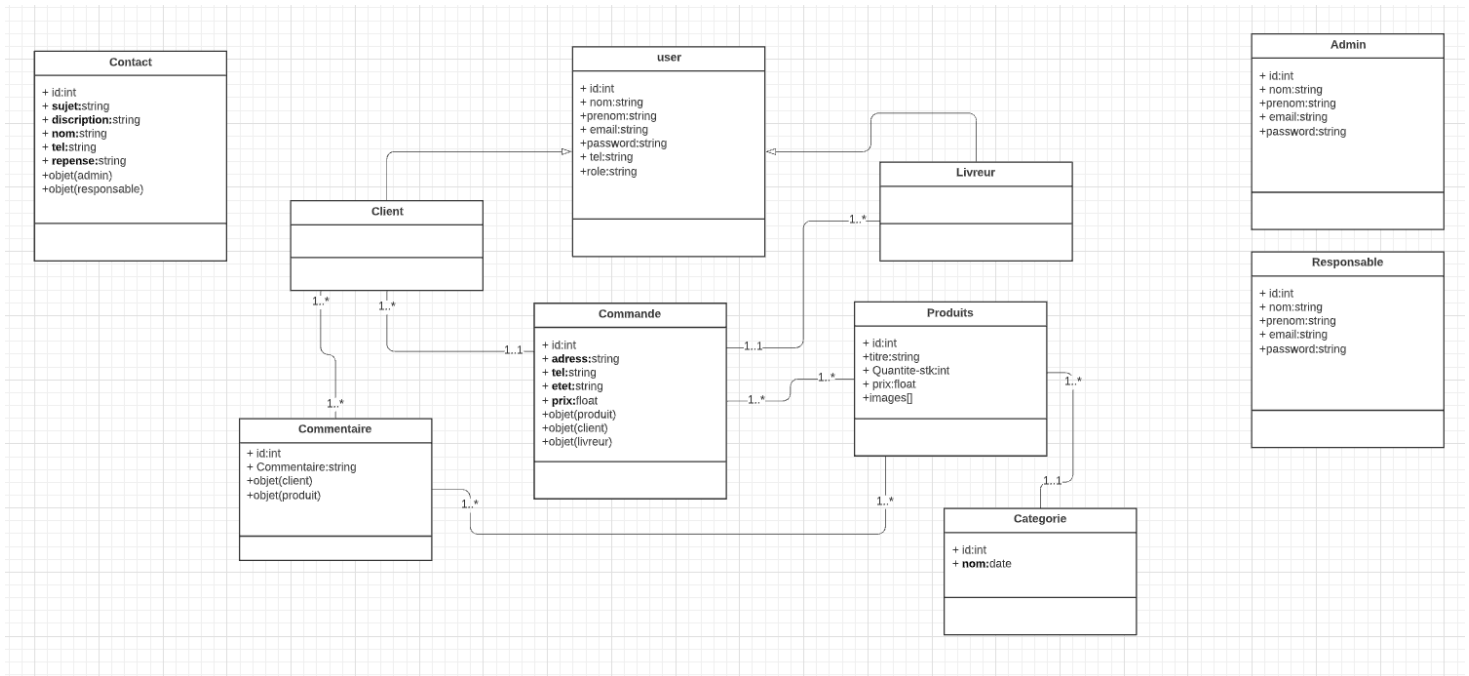 Contact
+ id:int
+ sujet:string
+ discription:string
+ nom:string
+ tel:string
+ repense:string
+objet(admin)
+objet(responsable)
user
+ id:int
+ nom:string
+prenom:string
+ email:string
+password:string
+ tel:string
+role:string
Admin
+ id:int
+ nom:string
+prenom:string
+ email:string
+password:string
Client
Livreur
1..*
1..*
1..*
1..1
1..1
Commande
+ id:int
+ adress:string
+ tel:string
+ etet:string
+ prix:float
+objet(produit)
+objet(client)
+objet(livreur)
Produits
+ id:int
+titre:string
+ Quantite-stk:int
+ prix:float
+images[]
Responsable
+ id:int
+ nom:string
+prenom:string
+ email:string
+password:string
1..*
1..*
1..*
1..*
Commentaire
+ id:int
+ Commentaire:string
+objet(client)
+objet(produit)
1..*
1..*
1..1
Categorie
+ id:int
+ nom:date